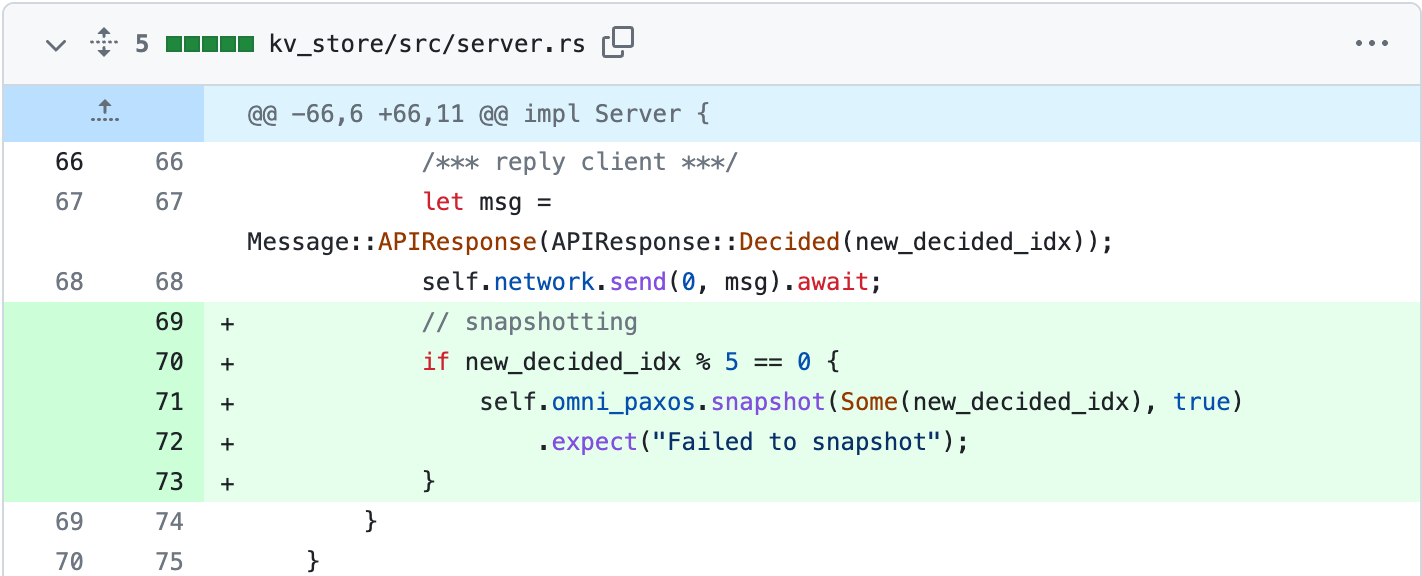 5 kv_store/src/server.rs
@@ -66,6 +66,11 @@ impl Server {
66 66 /*** reply client ***/
67 67 let msg =
Message::APIResponse(APIResponse::Decided(new_decided_idx));
68 68 self.network.send(0, msg).await;
69 + // snapshotting
70 + if new_decided_idx % 5 == 0 {
71 + self.omni_paxos.snapshot(Some(new_decided_idx), true)
72 + .expect("Failed to snapshot");
73 + }
69 74 }
70 75 }